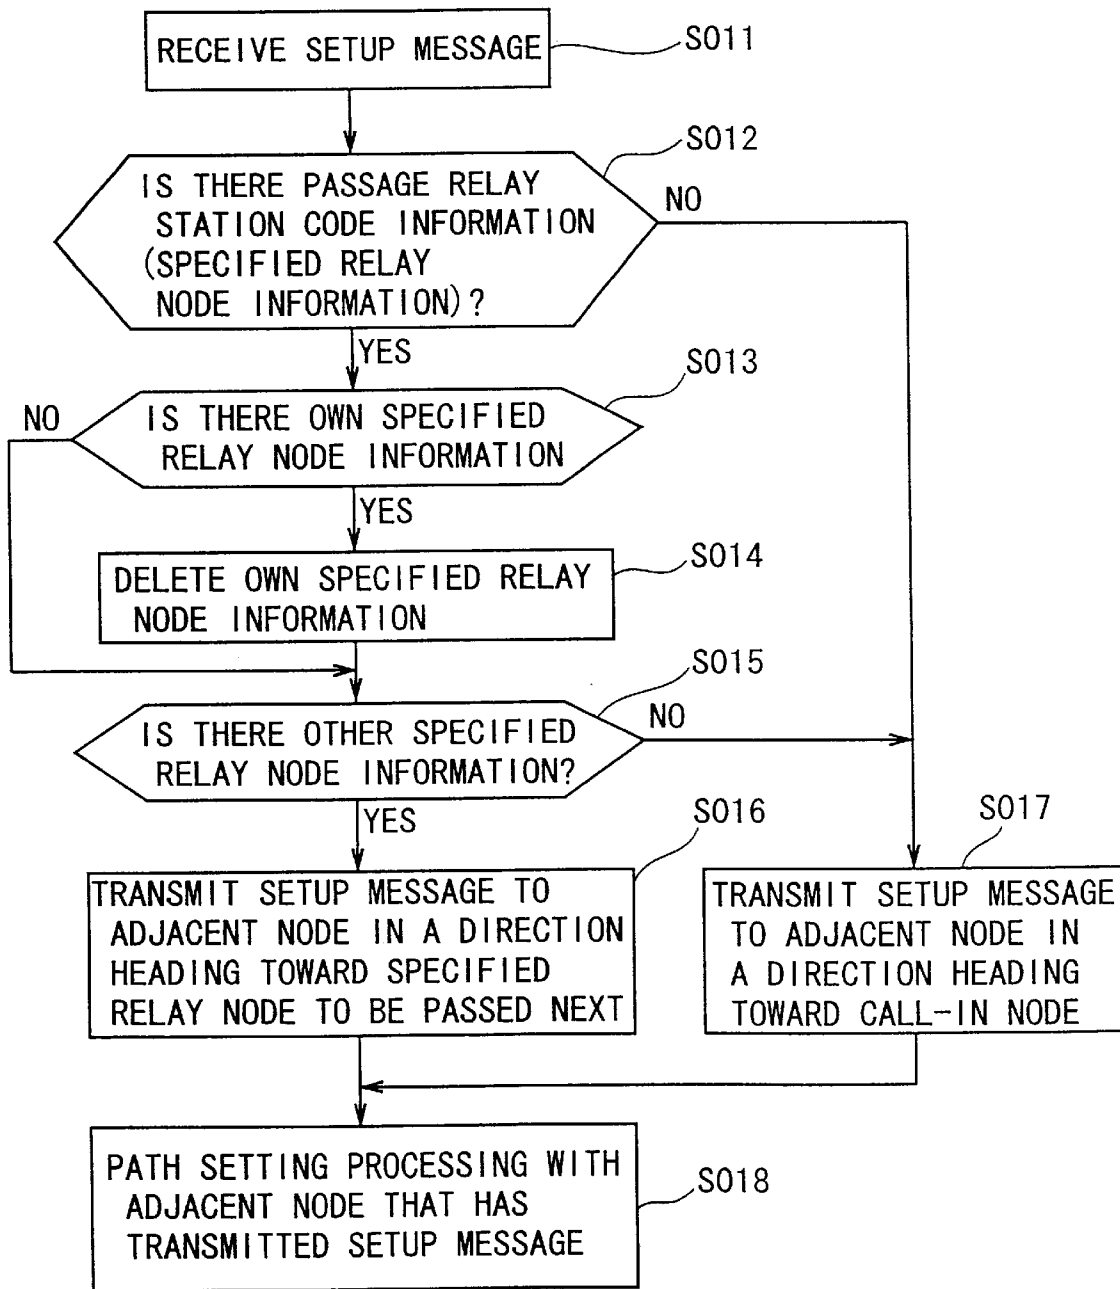 RECEIVE SETUP MESSAGE
S011
S012
IS THERE PASSAGE RELAY
STATION CODE INFORMATION
(SPECIFIED RELAY
NODE INFORMATION)?
NO
YES
S013
NO
IS THERE OWN SPECIFIED
RELAY NODE INFORMATION
YES
S014
DELETE OWN SPECIFIED RELAY
NODE INFORMATION
S015
IS THERE OTHER SPECIFIED
RELAY NODE INFORMATION?
NO
YES
S016
TRANSMIT SETUP MESSAGE TO
ADJACENT NODE IN A DIRECTION
HEADING TOWARD SPECIFIED
RELAY NODE TO BE PASSED NEXT
S017
TRANSMIT SETUP MESSAGE
TO ADJACENT NODE IN
A DIRECTION HEADING
TOWARD CALL-IN NODE
PATH SETTING PROCESSING WITH
ADJACENT NODE THAT HAS
TRANSMITTED SETUP MESSAGE
S018